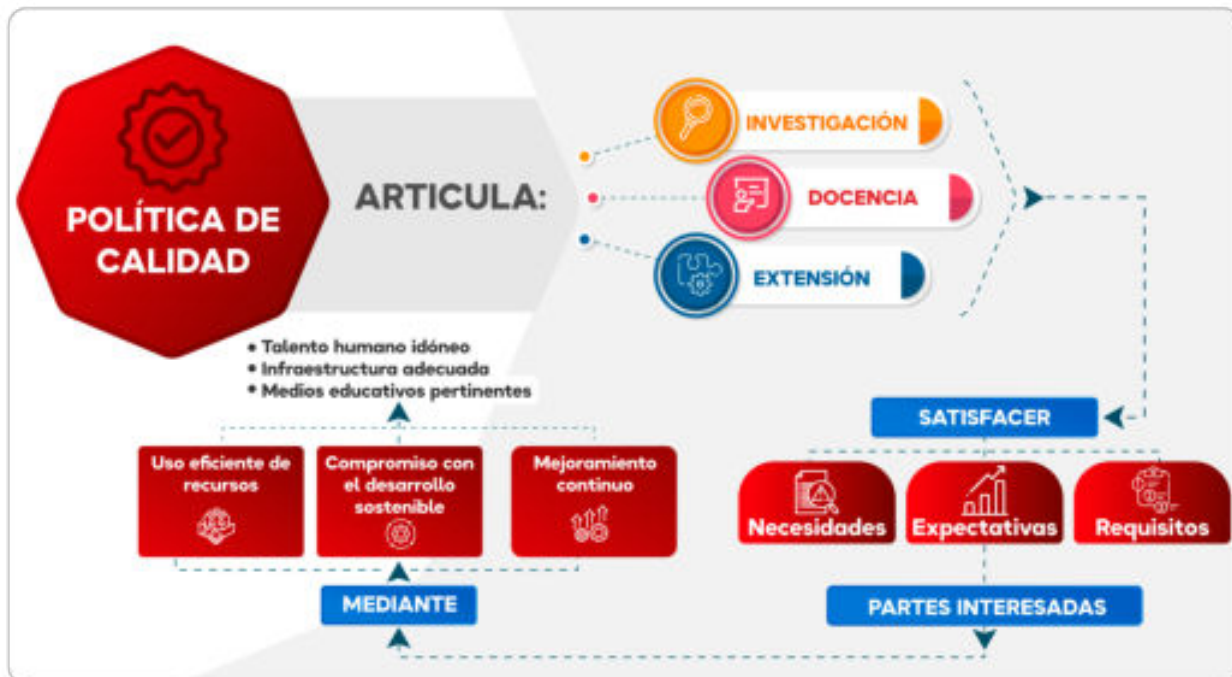 POLÍTICA DE
CALIDAD
ARTICULA:
INVESTIGACIÓN
DOCENCIA
EXTENSIÓN
SATISFACER
Necesidades
Expectativas
Requisitos
PARTES INTERESADAS
MEDIANTE
Uso eficiente de
recursos
Compromiso con
el desarrollo
sostenible
Mejoramiento
continuo
• Talento humano idóneo
• Infraestructura adecuada
• Medios educativos pertinentes